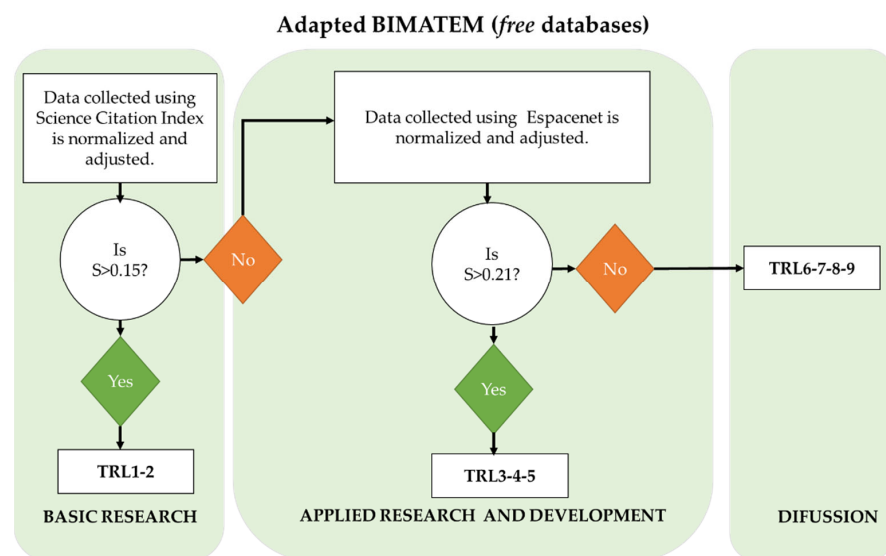 Adapted BIMATEM (free databases)
Data collected using
Science Citation Index
is normalized and
adjusted.
Data collected using Espacenet is
normalized and adjusted.
Is
S>0.15?
No
Is
S>0.21?
No
TRL6-7-8-9
Yes
Yes
TRL1-2
TRL3-4-5
BASIC RESEARCH
APPLIED RESEARCH AND DEVELOPMENT
DIFUSSION